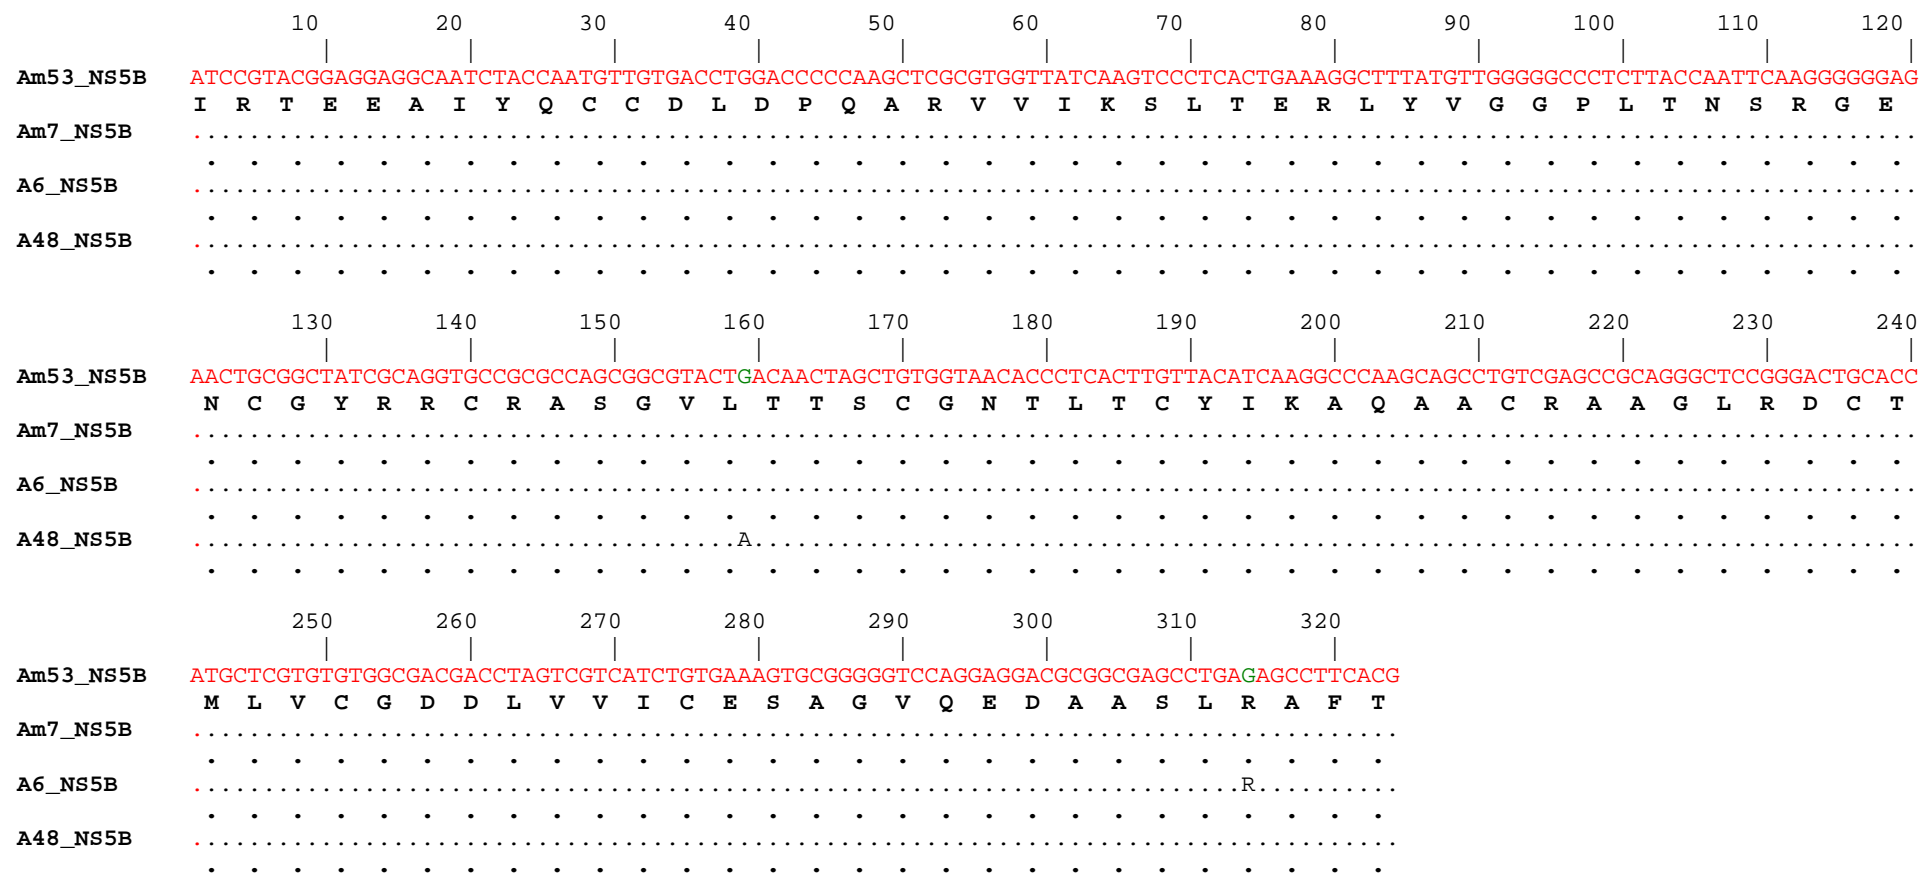 10 20 30 40 50 60 70 80 90 100 110 120
| | | | | | | | | | | |
Am53_NS5B ATCCGTACGGAGGAGGCAATCTACCAATGTTGTGACCTGGACCCCCAAGCTCGCGTGGTTATCAAGTCCCTCACTGAAAGGCTTTATGTTGGGGGCCCTCTTACCAATTCAAGGGGGGAG
I R T E E A I Y Q C C D L D P Q A R V V I K S L T E R L Y V G G P L T N S R G E
Am7_NS5B ........................................................................................................................
. . . . . . . . . . . . . . . . . . . . . . . . . . . . . . . . . . . . . . . .
A6_NS5B ........................................................................................................................
. . . . . . . . . . . . . . . . . . . . . . . . . . . . . . . . . . . . . . . .
A48_NS5B ........................................................................................................................
. . . . . . . . . . . . . . . . . . . . . . . . . . . . . . . . . . . . . . . .
130 140 150 160 170 180 190 200 210 220 230 240
| | | | | | | | | | | |
Am53_NS5B AACTGCGGCTATCGCAGGTGCCGCGCCAGCGGCGTACTGACAACTAGCTGTGGTAACACCCTCACTTGTTACATCAAGGCCCAAGCAGCCTGTCGAGCCGCAGGGCTCCGGGACTGCACC
N C G Y R R C R A S G V L T T S C G N T L T C Y I K A Q A A C R A A G L R D C T
Am7_NS5B ........................................................................................................................
. . . . . . . . . . . . . . . . . . . . . . . . . . . . . . . . . . . . . . . .
A6_NS5B ........................................................................................................................
. . . . . . . . . . . . . . . . . . . . . . . . . . . . . . . . . . . . . . . .
A48_NS5B ......................................A.................................................................................
. . . . . . . . . . . . . . . . . . . . . . . . . . . . . . . . . . . . . . . .
250 260 270 280 290 300 310 320
| | | | | | | |
Am53_NS5B ATGCTCGTGTGTGGCGACGACCTAGTCGTCATCTGTGAAAGTGCGGGGGTCCAGGAGGACGCGGCGAGCCTGAGAGCCTTCACG
M L V C G D D L V V I C E S A G V Q E D A A S L R A F T
Am7_NS5B ....................................................................................
. . . . . . . . . . . . . . . . . . . . . . . . . . . .
A6_NS5B .........................................................................R..........
. . . . . . . . . . . . . . . . . . . . . . . . . . . .
A48_NS5B ....................................................................................
. . . . . . . . . . . . . . . . . . . . . . . . . . . .